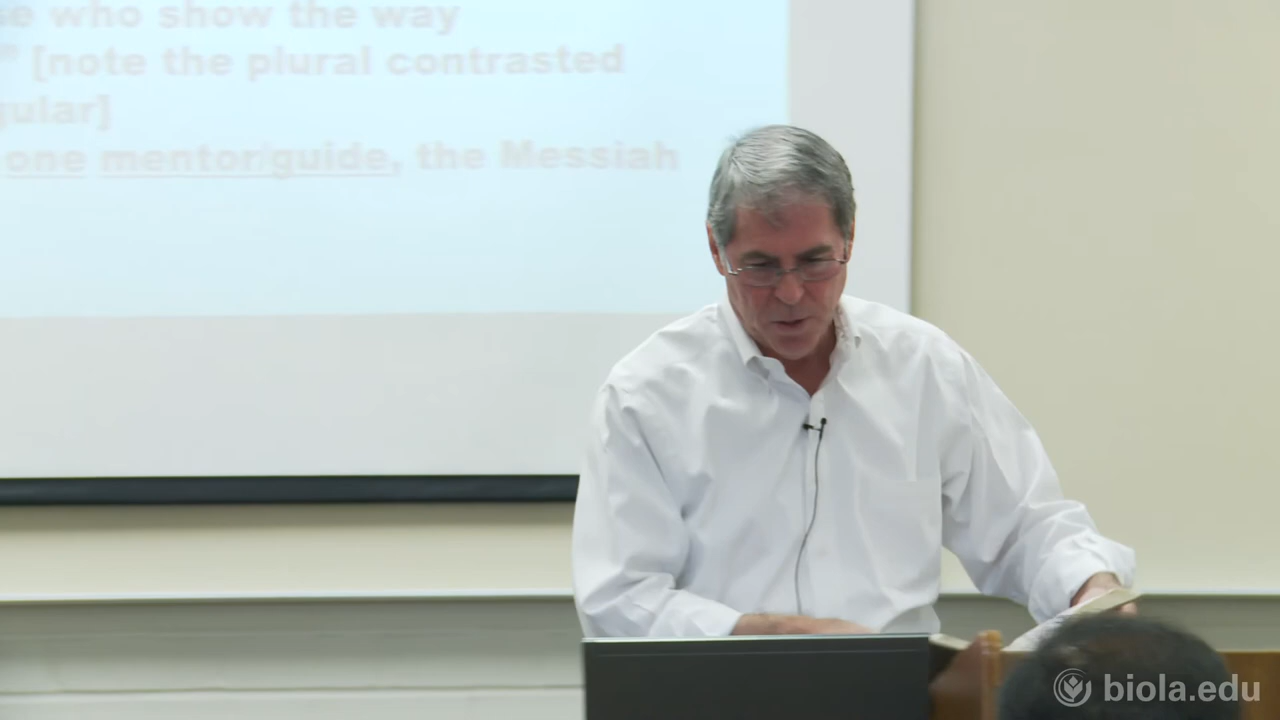 se who show the way
" [note the plural contrasted
gular]
one mentor/guide, the Messiah
biola.edu